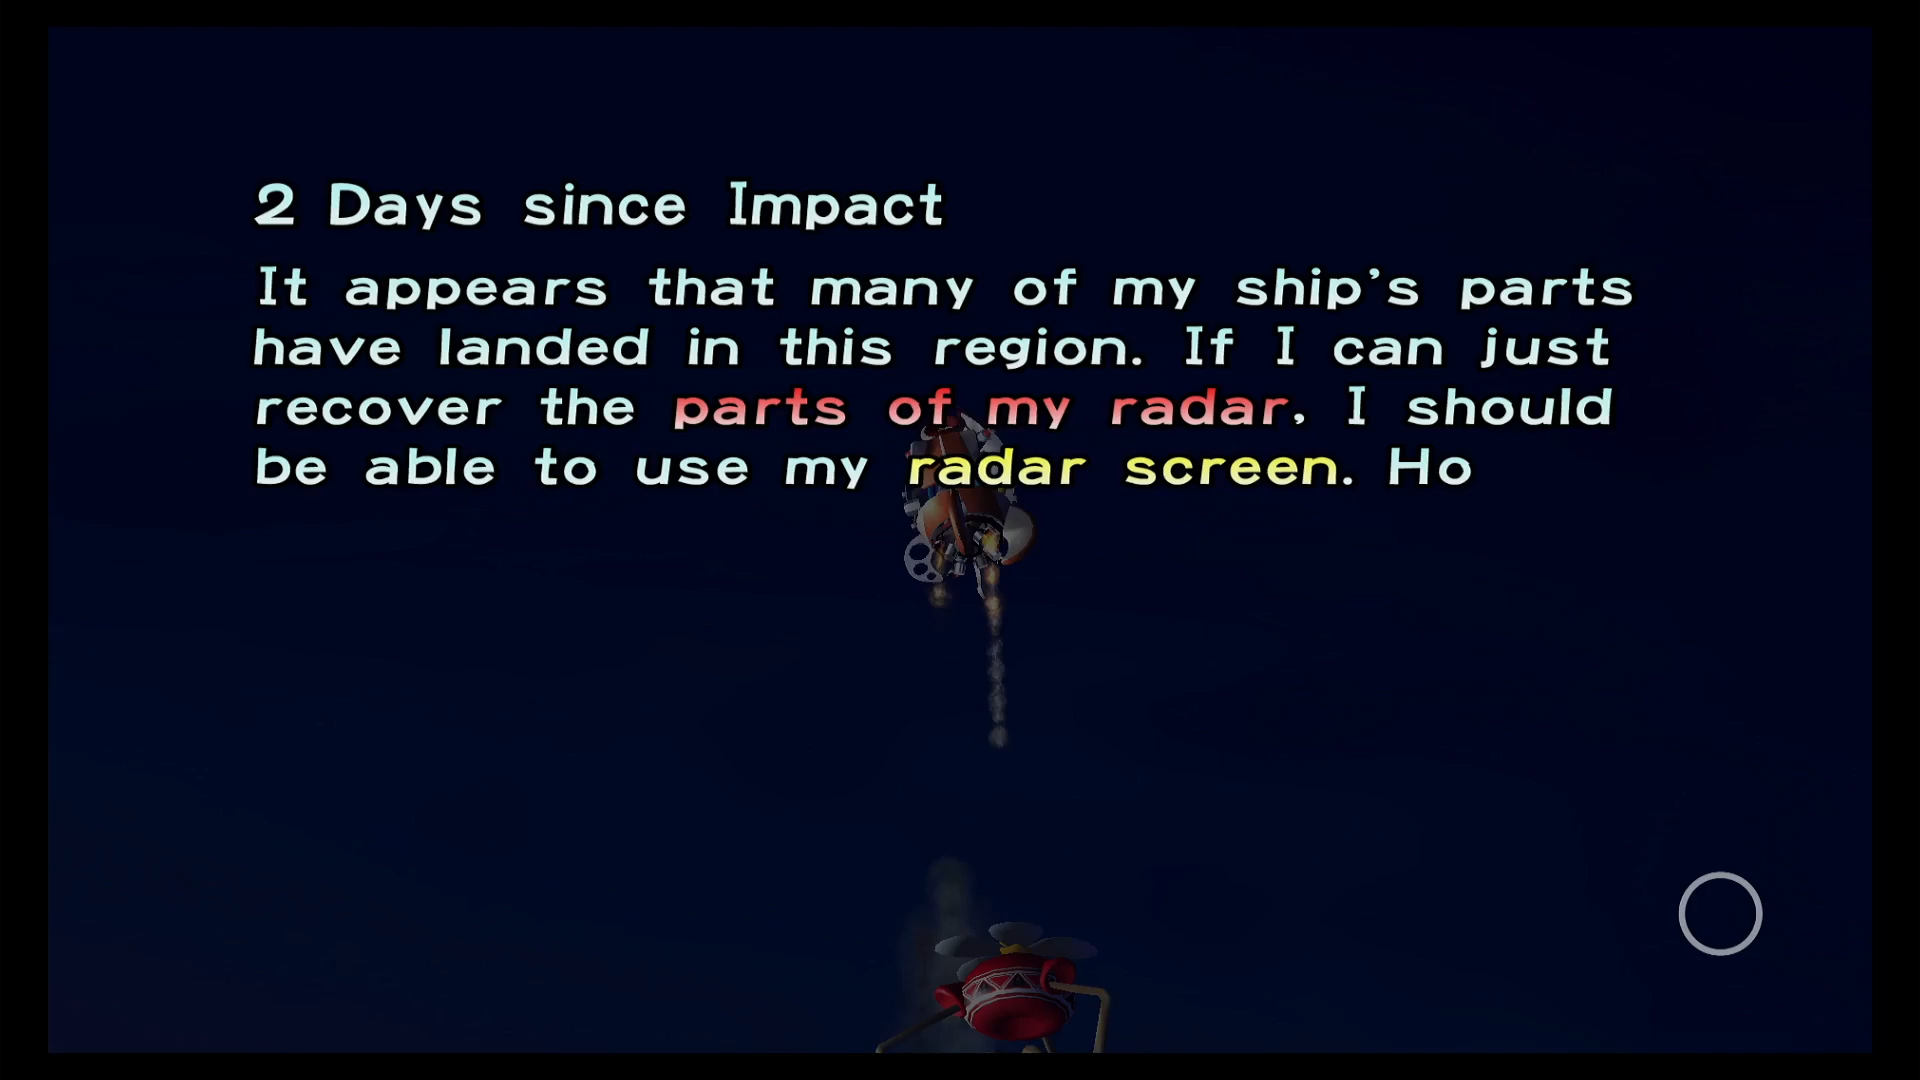 2 Days since Impact
It appears that many of my ship's parts
have landed in this region. If I can just
recover the parts of my radar, I should
be able to use my radar screen. Ho